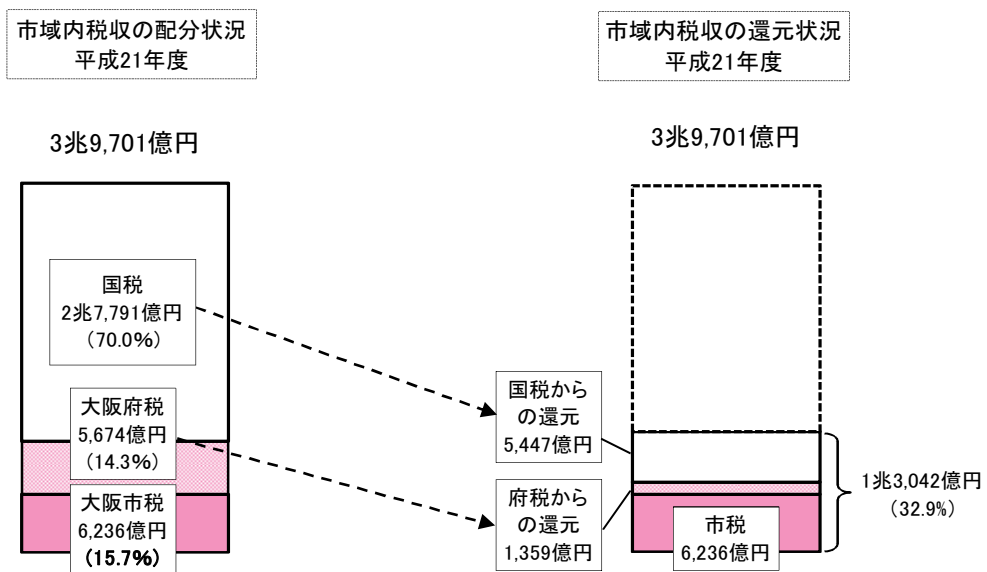 市域内税収の配分状況
平成21年度
3兆9,701億円
国税
2兆7,791億円
（70.0%）
大阪府税
5,674億円
（14.3%）
大阪市税
6,236億円
（15.7%）
市域内税収の還元状況
平成21年度
3兆9,701億円
国税から
の還元
5,447億円
府税から
の還元
1,359億円
市税
6,236億円
1兆3,042億円
（32.9%）